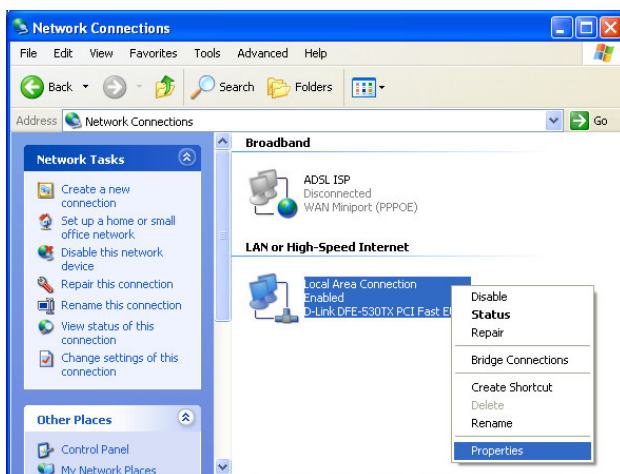 Network Connections
File Edit View Favorites Tools Advanced Help
Back Search Folders
Address Network Connections Go
Network Tasks
Create a new
connection
Set up a home or small
office network
Disable this network
device
Repair this connection
Rename this connection
View status of this
connection
Change settings of this
connection
Other Places
Control Panel
My Network Places
Broadband
ADSL ISP
Disconnected
WAN Miniport (PPPOE)
LAN or High-Speed Internet
Local Area Connection
Enabled
D-Link DFE-530TX PCI Fast
Disable
Status
Repair
Bridge Connections
Create Shortcut
Delete
Rename
Properties